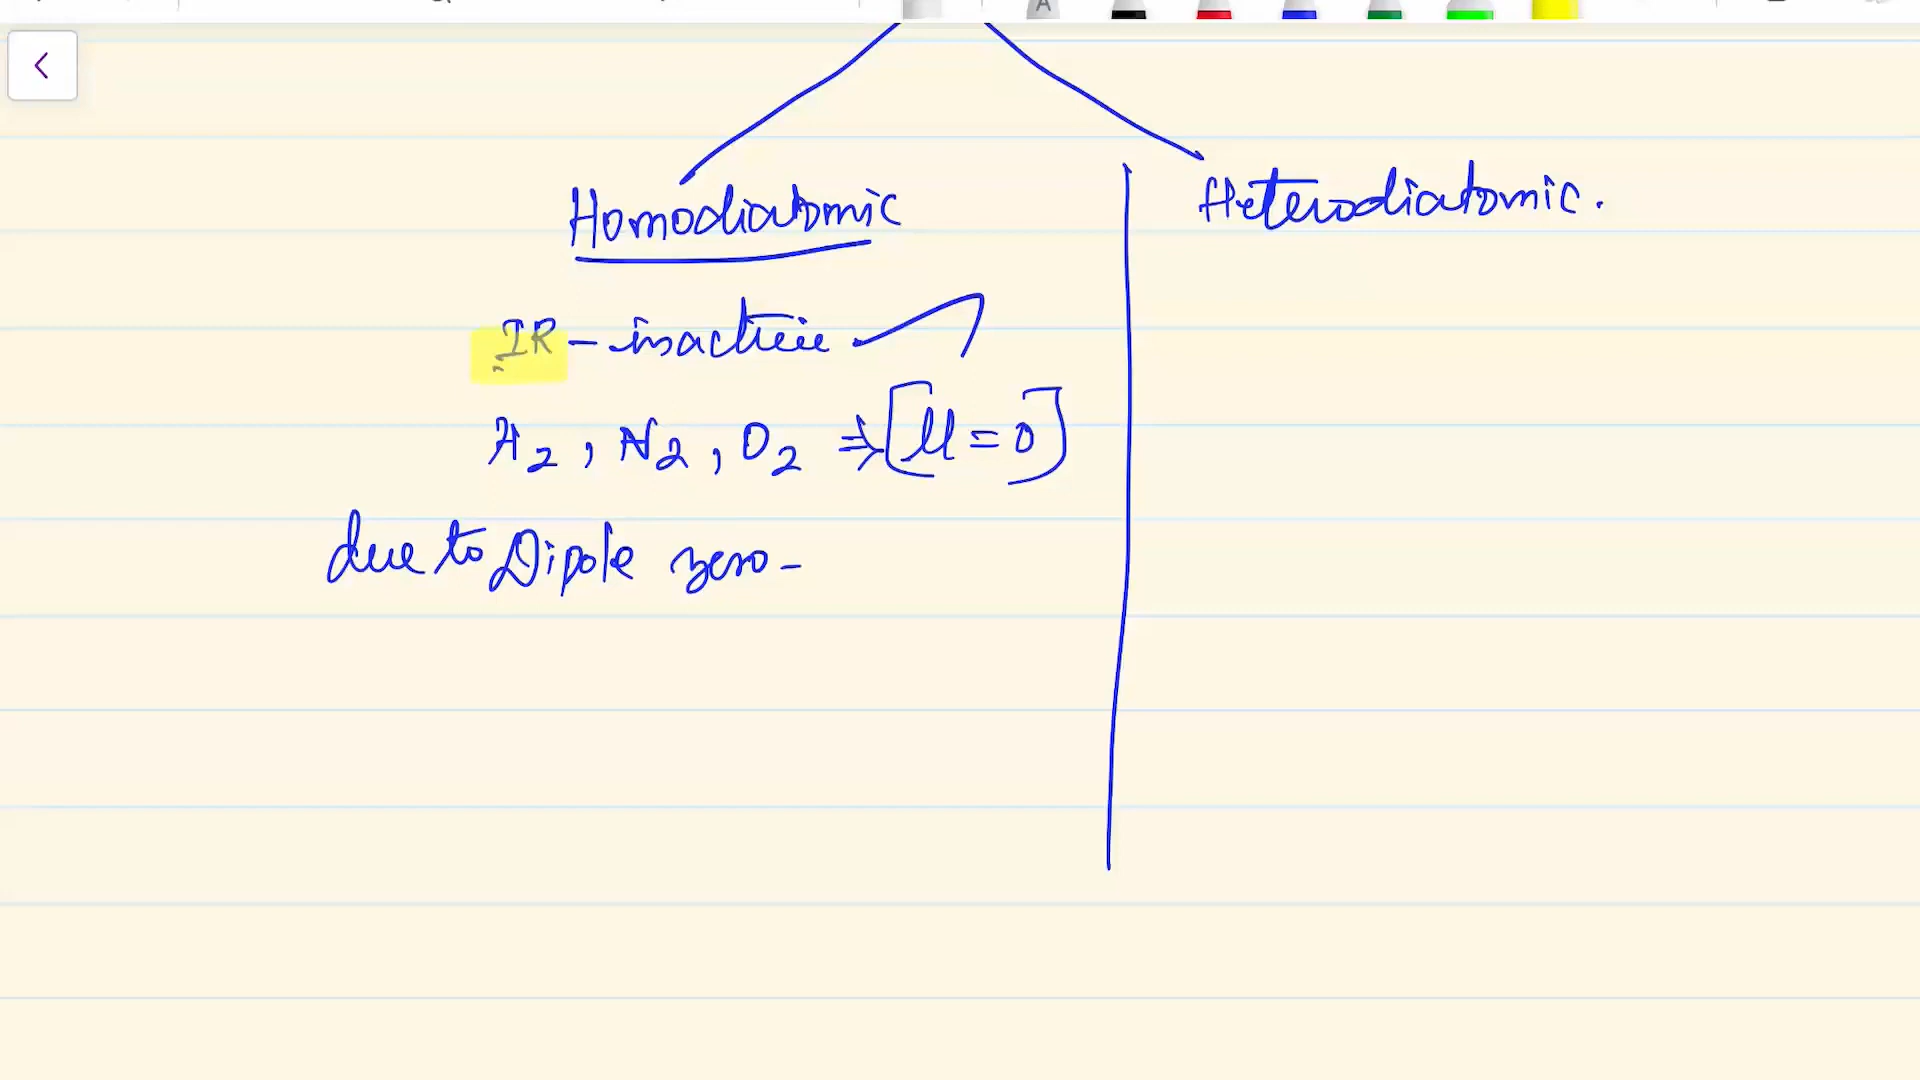 Homodiatomic
Heterodiatomic.
IR - inactive
H2, N2, O2 ⇒ [μ = 0]
due to Dipole zero-